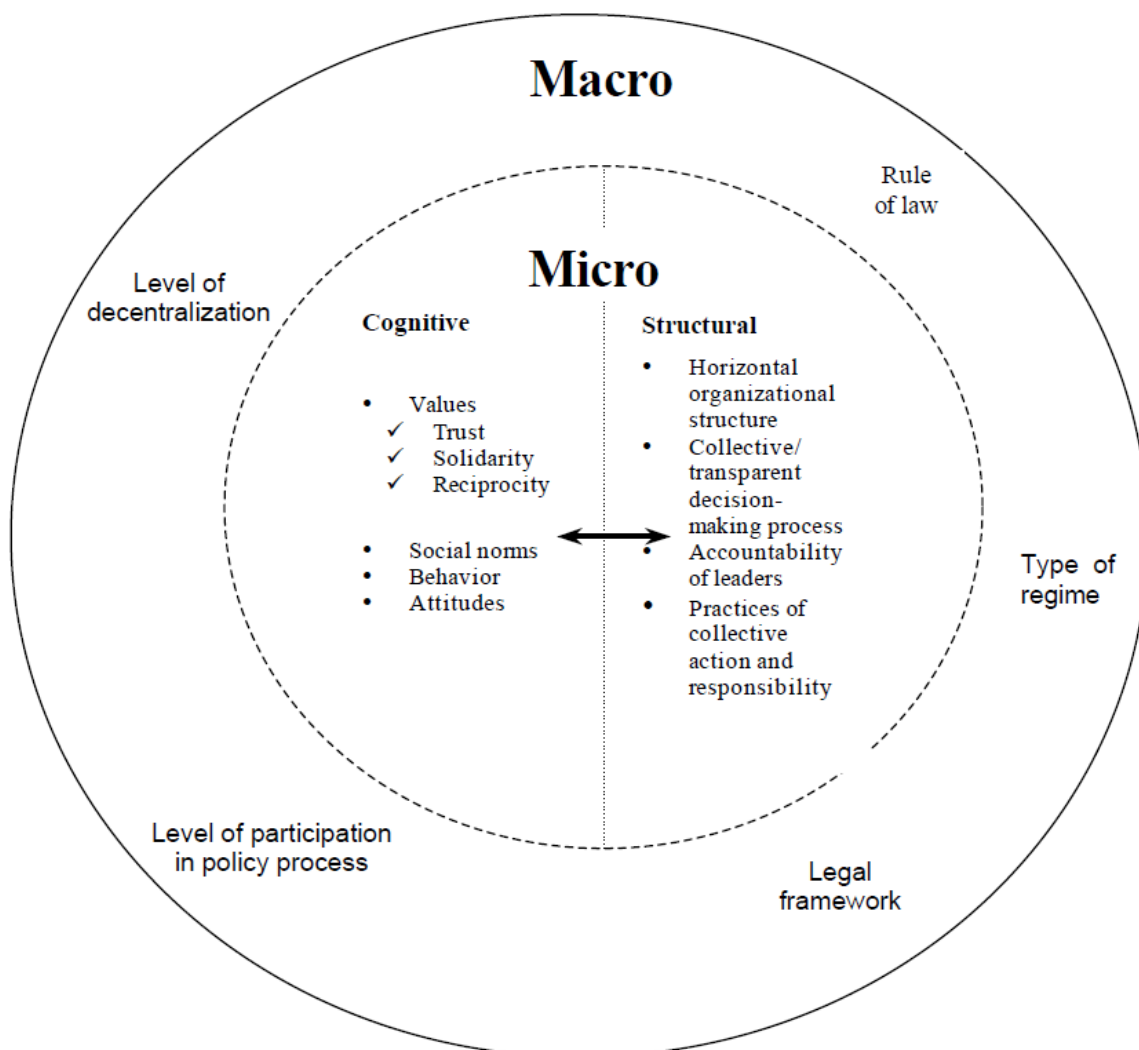 Macro
Rule
of law
Level of
decentralization
Micro
Cognitive
• Values
✓ Trust
✓ Solidarity
✓ Reciprocity
• Social norms
• Behavior
• Attitudes
Structural
• Horizontal
organizational
structure
• Collective/
transparent
decision-
making process
• Accountability
of leaders
• Practices of
collective
action and
responsibility
Type of
regime
Level of participation
in policy process
Legal
framework